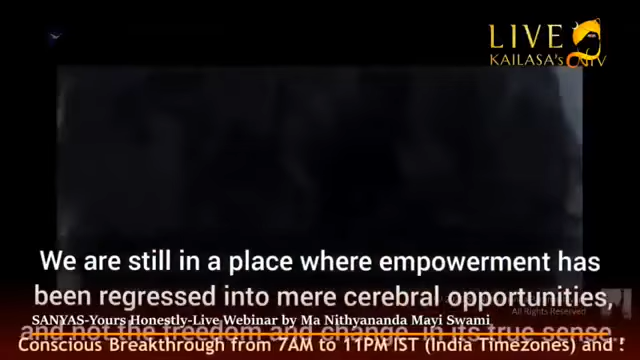 LIVE
KAILASA's ON TV
We are still in a place where empowerment has
been regressed into mere cerebral opportunities,
All Rights Reserved
SANYAS-Yours Honestly-Live Webinar by Ma Nithyananda Mayi Swami
and not the freedom and change, in its true sense...
Conscious Breakthrough from 7AM to 11PM IST (India Timezones) and